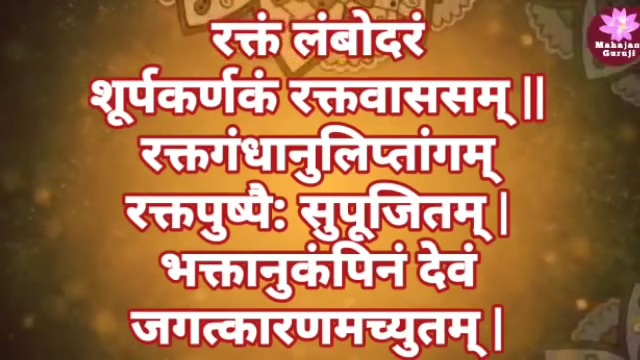 रक्तं लंबोदरं
शूर्पकर्णकं रक्तवाससम् ||
रक्तगंधानुलिप्तांगम्
रक्तपुष्पै: सुपूजितम् |
भक्तानुकंपिनं देवं
जगत्कारणमच्युतम् |
Mahajan
Guruji